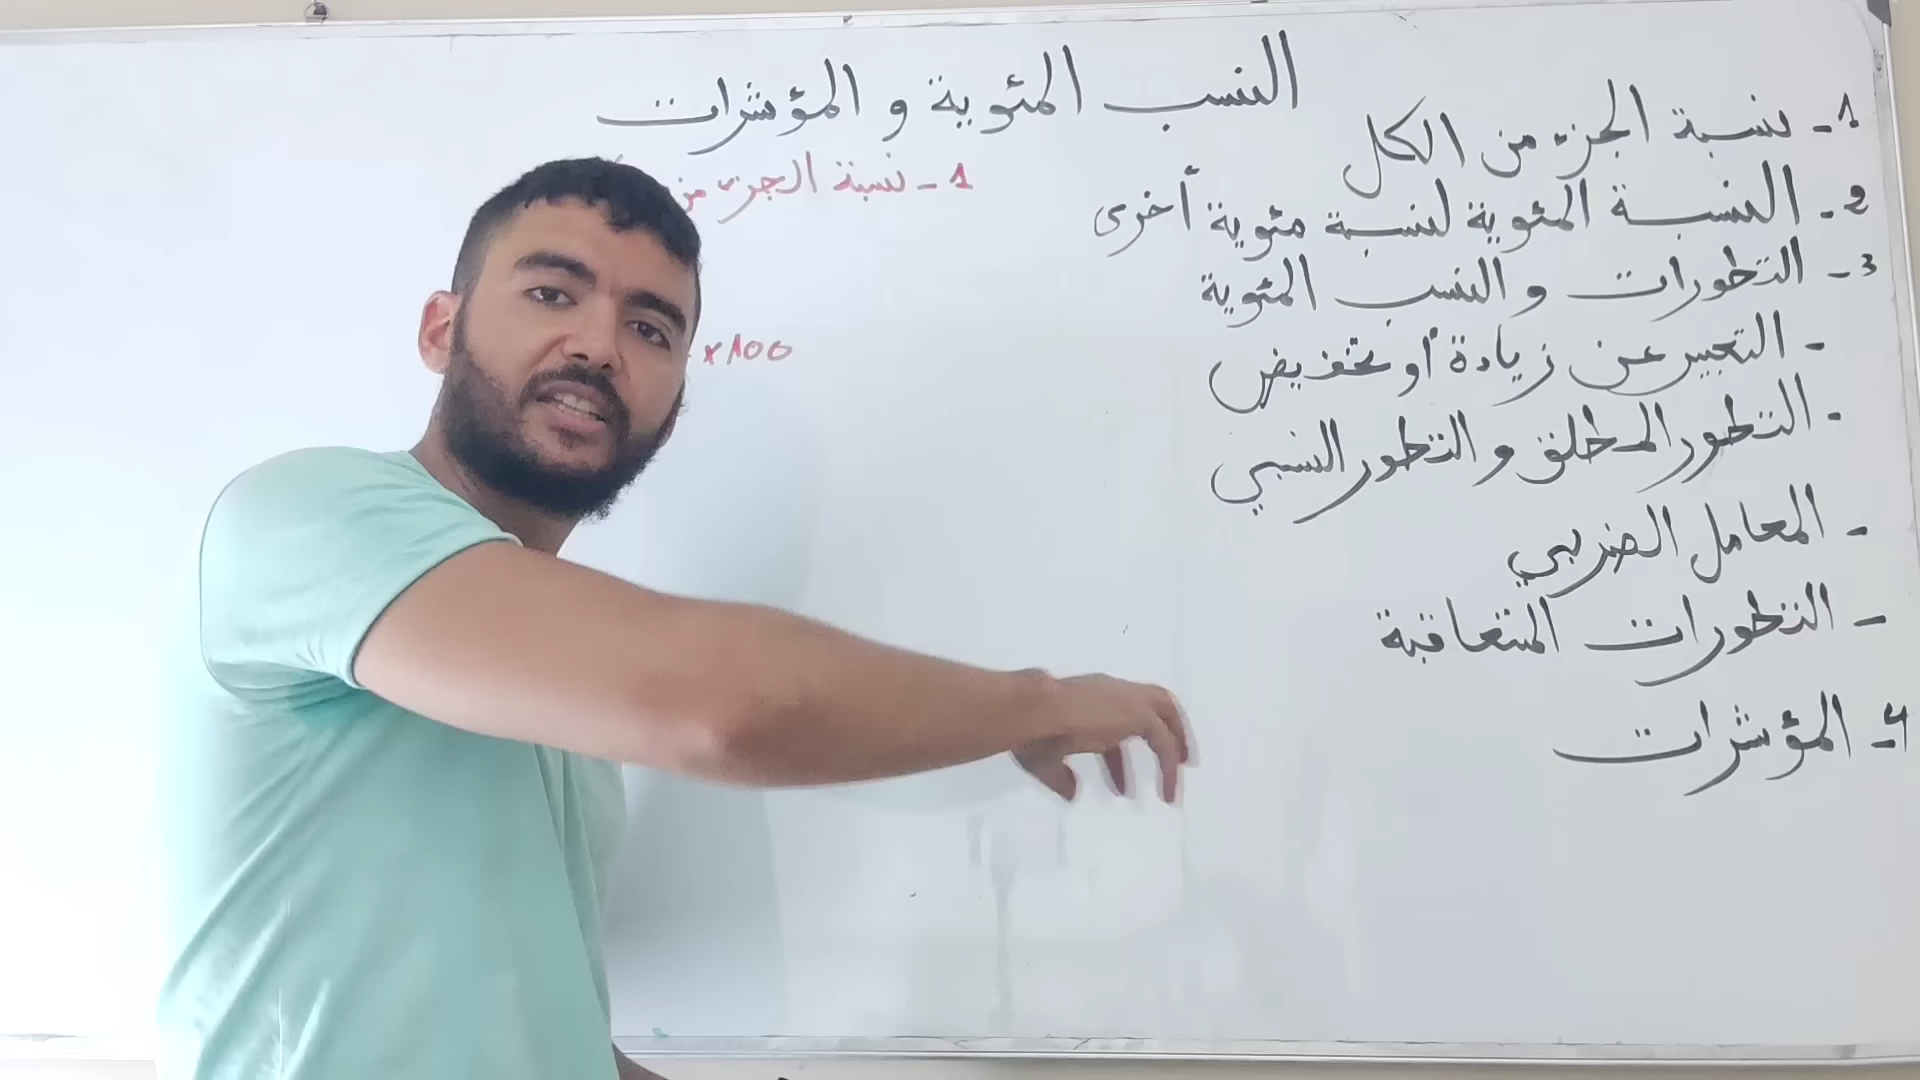 النسب المئوية و المؤشرات
1- نسبة الجزء من
× 100
1- نسبة الجزء من الكل
2- النسبة المئوية لنسبة مئوية أخرى
3- التطورات و النسب المئوية
- التعبير عن زيادة أو تخفيض
- التطور المطلق و التطور النسبي
- المعامل الضربي
- التطورات المتعاقبة
4- المؤشرات